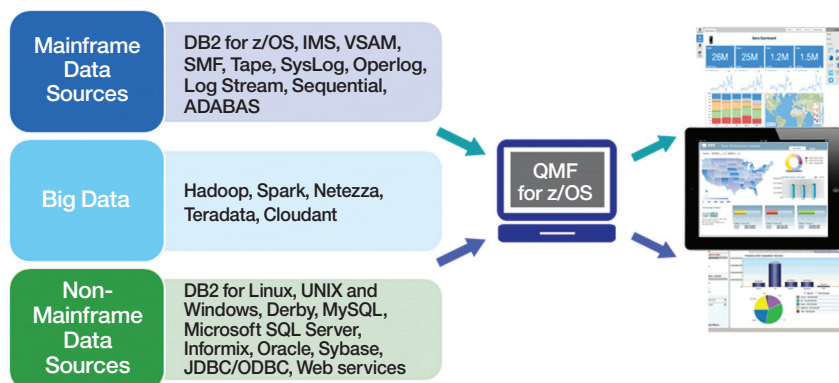 Mainframe
Data
Sources
DB2 for z/OS, IMS, VSAM,
SMF, Tape, SysLog, Operlog,
Log Stream, Sequential,
ADABAS
Big Data
Hadoop, Spark, Netezza,
Teradata, Cloudant
Non-
Mainframe
Data
Sources
DB2 for Linux, UNIX and
Windows, Derby, MySQL,
Microsoft SQL Server,
Informix, Oracle, Sybase,
JDBC/ODBC, Web services
QMF
for z/OS
26M
25M
1.2M
1.5M